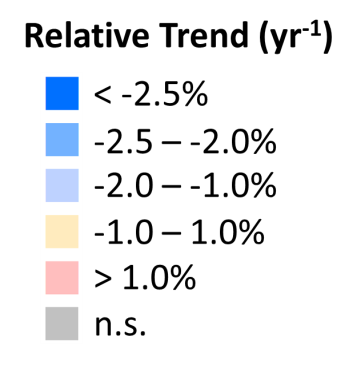 Relative Trend (yr⁻¹)
< -2.5%
-2.5 – -2.0%
-2.0 – -1.0%
-1.0 – 1.0%
> 1.0%
n.s.